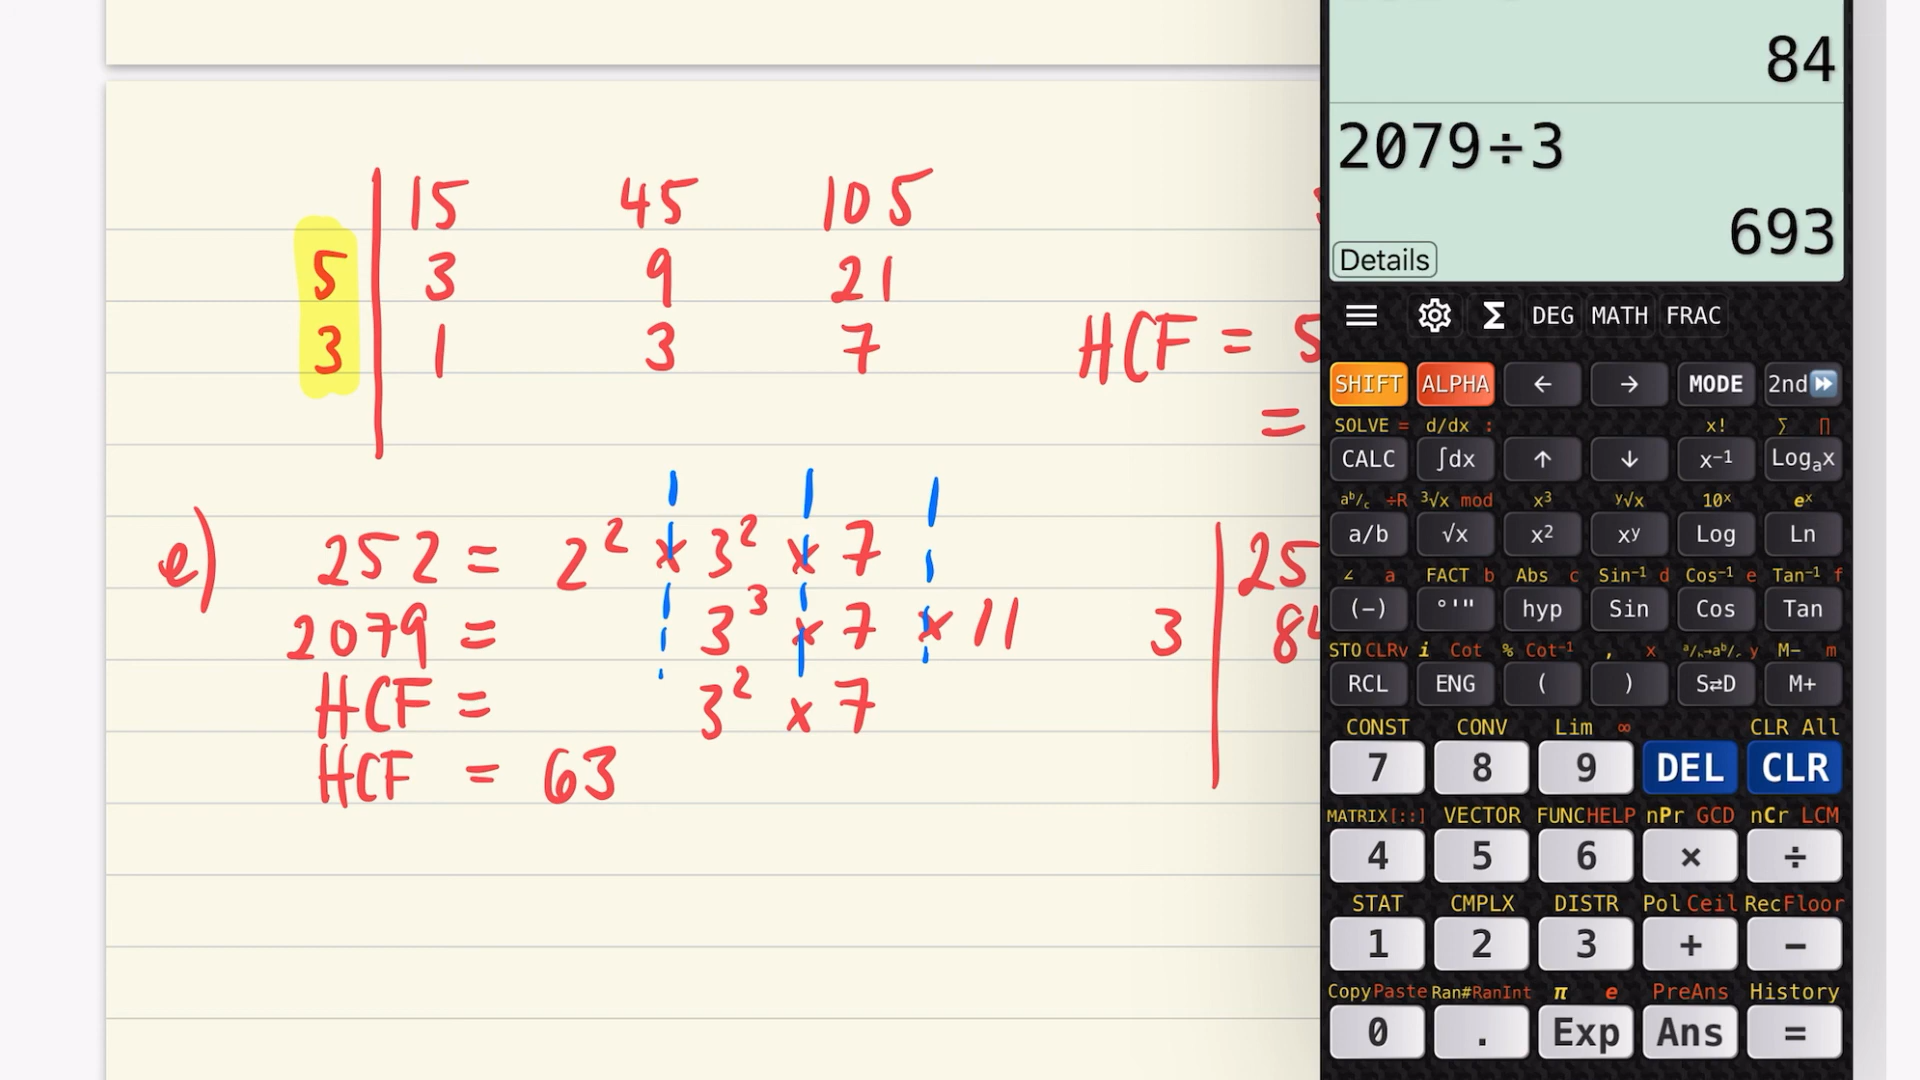 15 45 105
5 3 9 21
3 1 3 7
HCF = 5
=
e) 252 = 2² × 3² × 7
2079 = 3³ × 7 × 11
HCF = 3² × 7
HCF = 63
25
3 84
84
2079÷3
693
Details
DEG MATH FRAC
SHIFT ALPHA ← → MODE 2nd
SOLVE = d/dx : x! ∑ ∏
CALC ∫dx ↑ ↓ x⁻¹ Logₐx
aᵇ/c ÷R ³√x mod x³ ʸ√x 10ˣ eˣ
a/b √x x² xʸ Log Ln
∠ a FACT b Abs c Sin⁻¹ d Cos⁻¹ e Tan⁻¹ f
(−) °'" hyp Sin Cos Tan
STO CLRv i Cot % Cot⁻¹ , x y M− m
RCL ENG ( ) S⇄D M+
CONST CONV Lim ∞ CLR All
7 8 9 DEL CLR
MATRIX[::] VECTOR FUNC HELP nPr GCD nCr LCM
4 5 6 × ÷
STAT CMPLX DISTR Pol Ceil Rec Floor
1 2 3 + −
Copy Paste Ran# RanInt π e PreAns History
0 . Exp Ans =